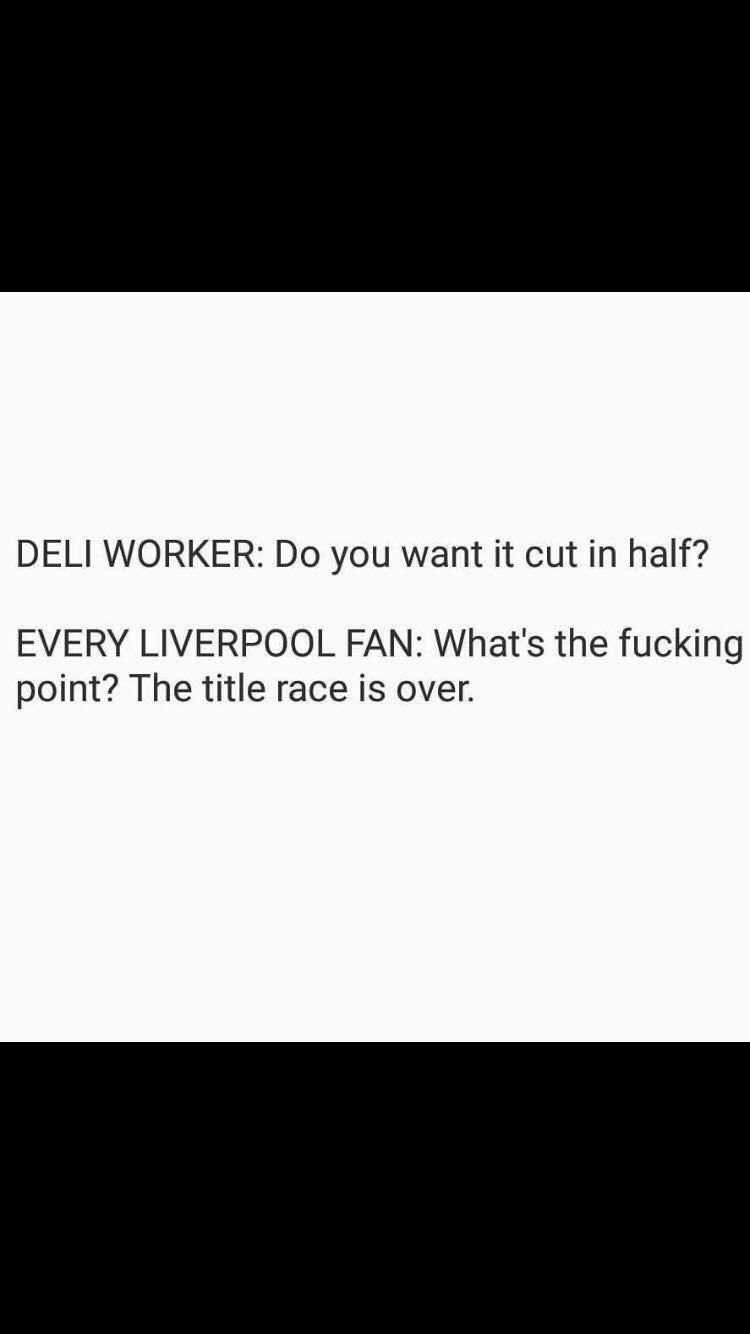 DELI WORKER: Do you want it cut in half?
EVERY LIVERPOOL FAN: What's the fucking
point? The title race is over.